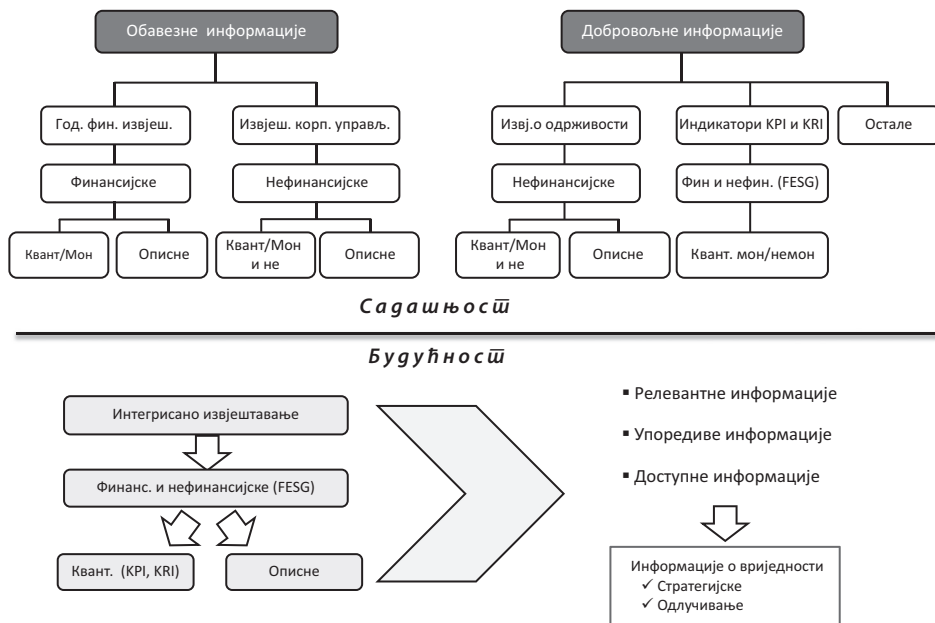 Обавезне информације
Добровољне информације
Год. фин. извјеш.
Извјеш. корп. управљ.
Извј.о одрживости
Индикатори KPI и KRI
Остале
Финансијске
Нефинансијске
Нефинансијске
Фин и нефин. (FESG)
Квант/Мон
Описне
Квант/Мон
и не
Описне
Квант/Мон
и не
Описне
Квант. мон/немон
Садашњост
Будућност
Интегрисано извјештавање
Финанс. и нефинансијске (FESG)
Квант. (KPI, KRI)
Описне
▪ Релевантне информације
▪ Упоредиве информације
▪ Доступне информације
Информације о вриједности
✓ Стратегијске
✓ Одлучивање